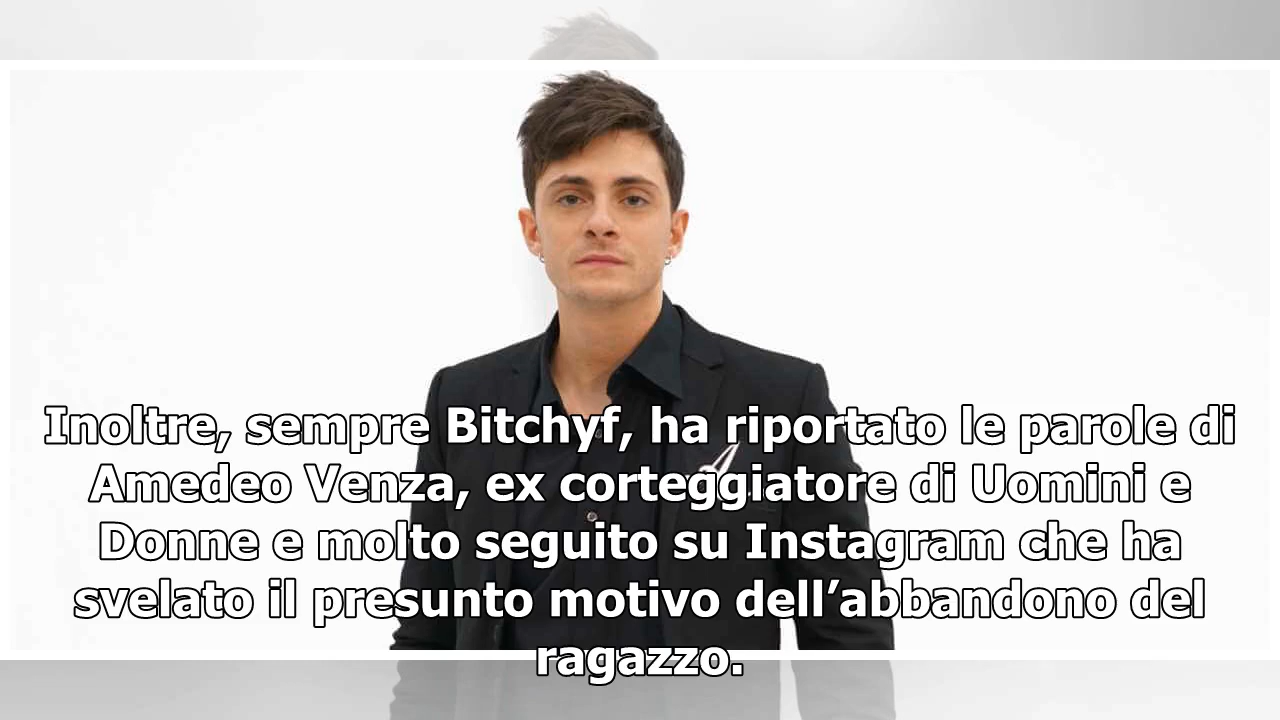 Inoltre, sempre Bitchyf, ha riportato le parole di
Amedeo Venza, ex corteggiatore di Uomini e
Donne e molto seguito su Instagram che ha
svelato il presunto motivo dell’abbandono del
ragazzo.